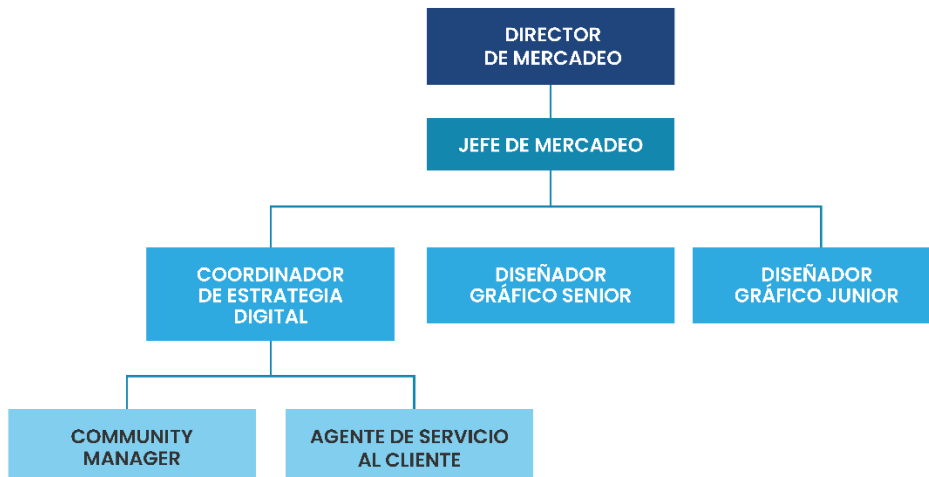 DIRECTOR
DE MERCADEO
JEFE DE MERCADEO
COORDINADOR
DE ESTRATEGIA
DIGITAL
DISEÑADOR
GRÁFICO SENIOR
DISEÑADOR
GRÁFICO JUNIOR
COMMUNITY
MANAGER
AGENTE DE SERVICIO
AL CLIENTE